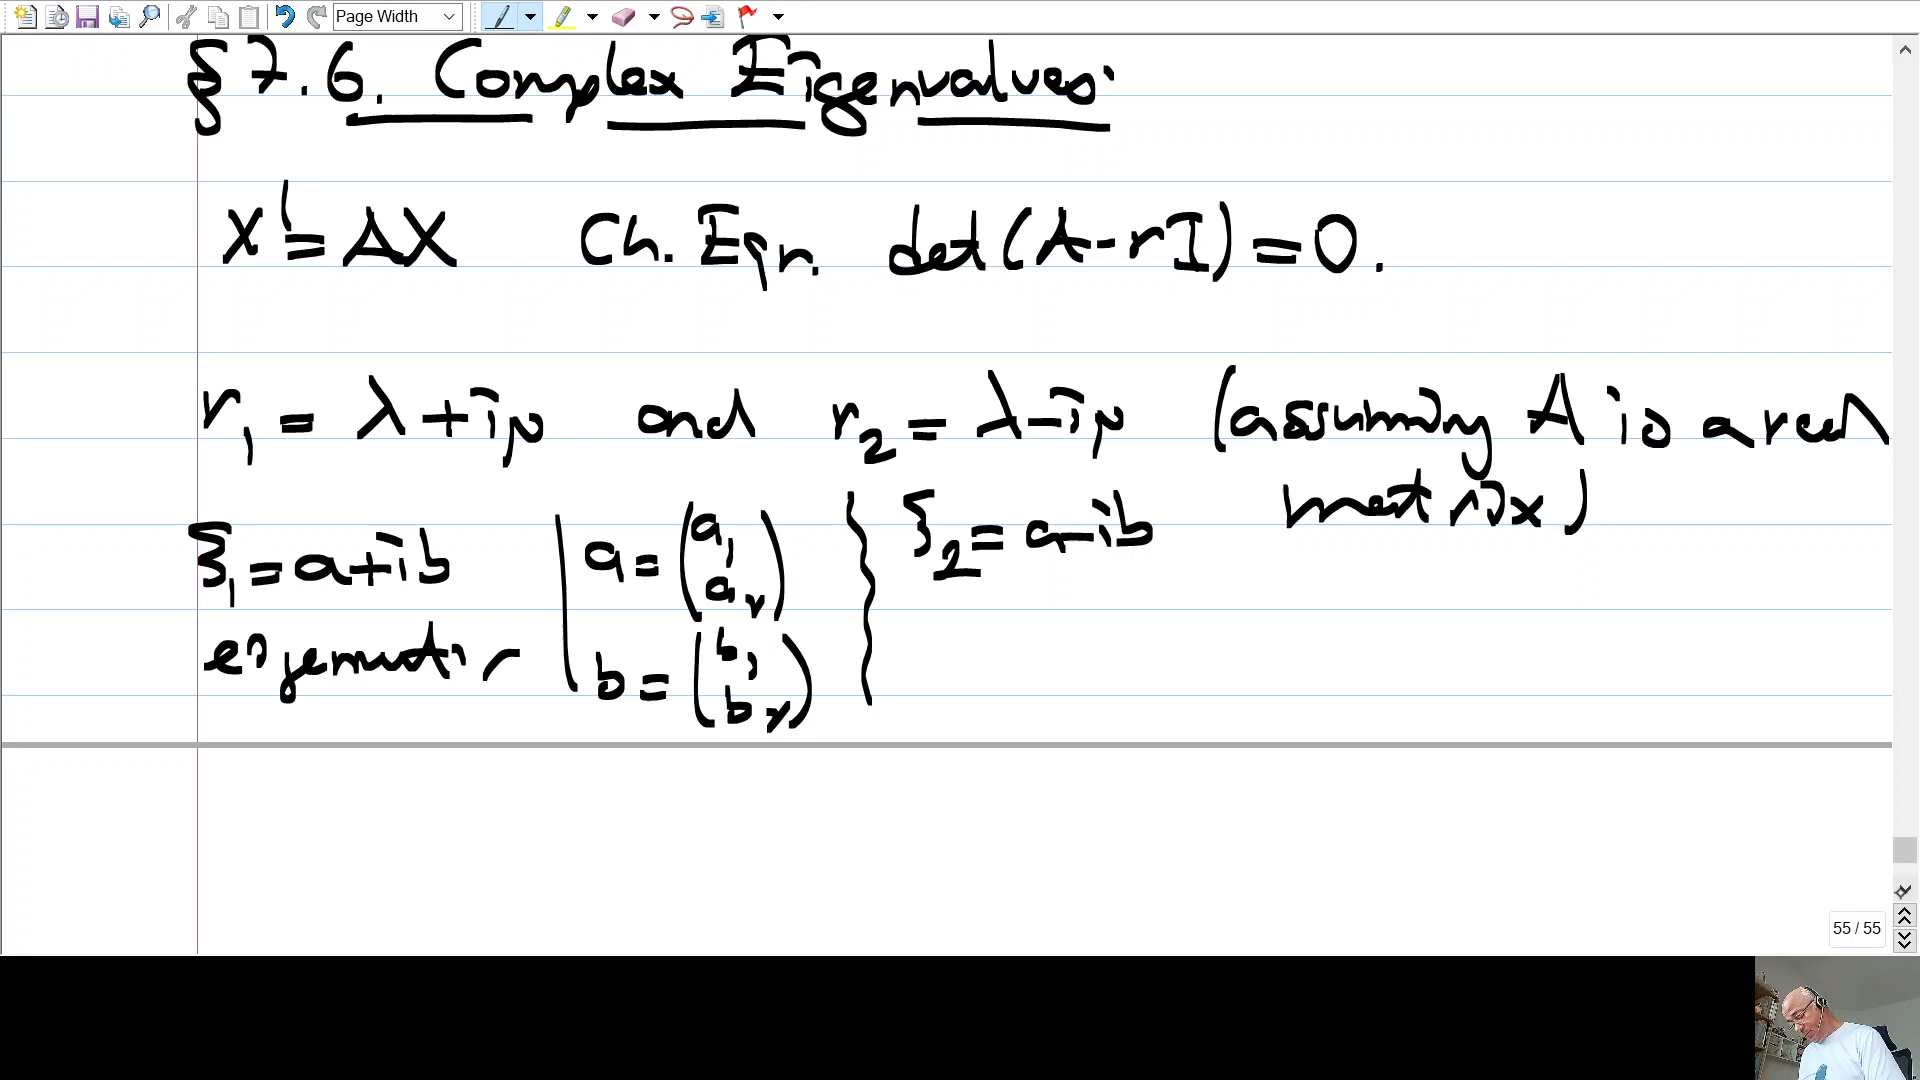 Page Width
§ 7.6. Complex Eigenvalues:
X' = AX Ch. Eqn. det(A-rI)=0.
r₁ = λ+iμ and r₂ = λ-iμ (assuming A is a real
matrix)
ξ₁ = a+ib a = (a₁ a₂) ξ₂ = a-ib
eigenvector b = (b₁ b₂)
55 / 55